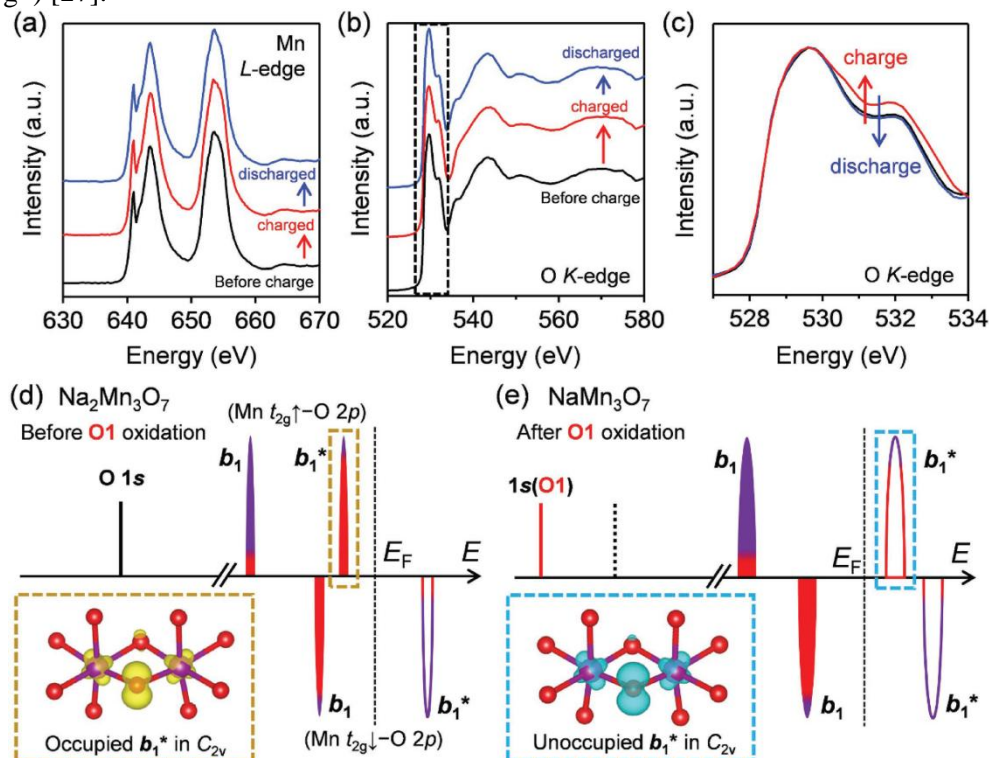 (a)
Mn
L-edge
discharged
charged
Before charge
Intensity (a.u.)
630 640 650 660 670
Energy (eV)
(b)
discharged
charged
Before charge
O K-edge
Intensity (a.u.)
520 540 560 580
Energy (eV)
(c)
charge
discharge
O K-edge
Intensity (a.u.)
528 530 532 534
Energy (eV)
(d) Na₂Mn₃O₇
Before O1 oxidation
O 1s
(Mn t₂g↑−O 2p)
b₁
b₁*
E_F
E
b₁
b₁*
(Mn t₂g↓−O 2p)
Occupied b₁* in C₂ᵥ
(e) NaMn₃O₇
After O1 oxidation
1s(O1)
b₁
b₁*
E_F
E
b₁
b₁*
Unoccupied b₁* in C₂ᵥ